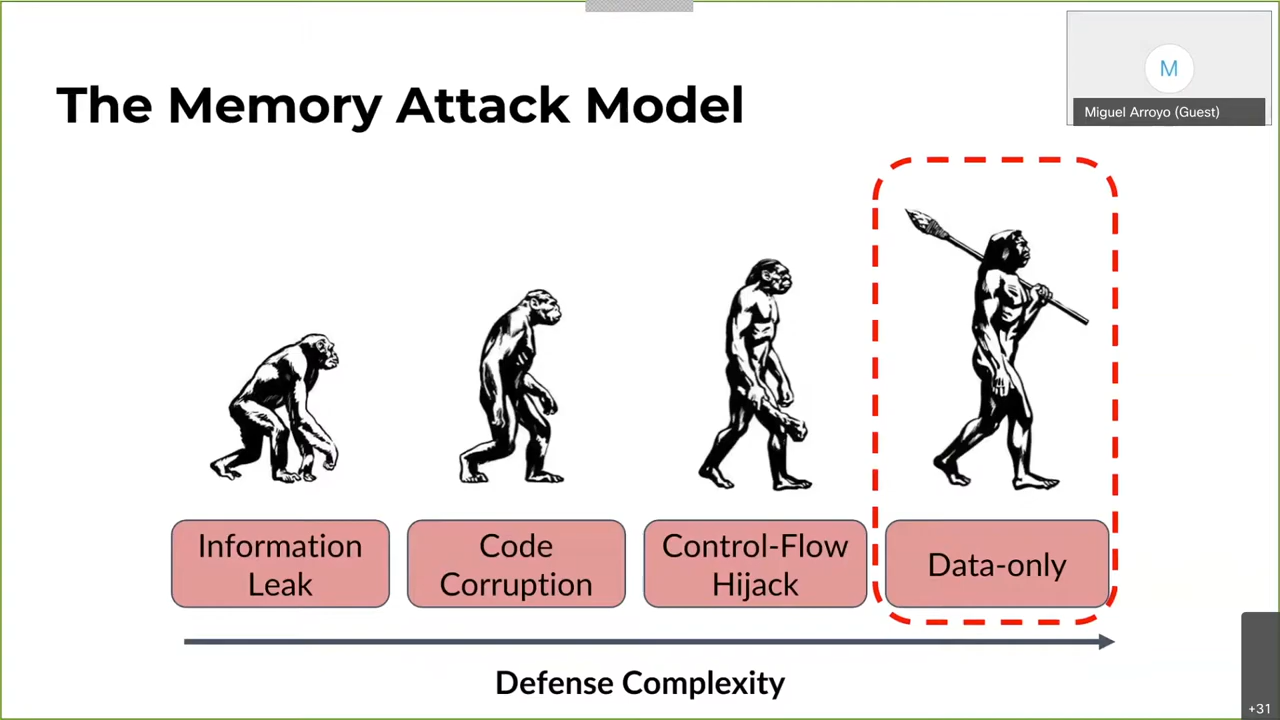 The Memory Attack Model
M
Miguel Arroyo (Guest)
Information
Leak
Code
Corruption
Control-Flow
Hijack
Data-only
Defense Complexity
+31